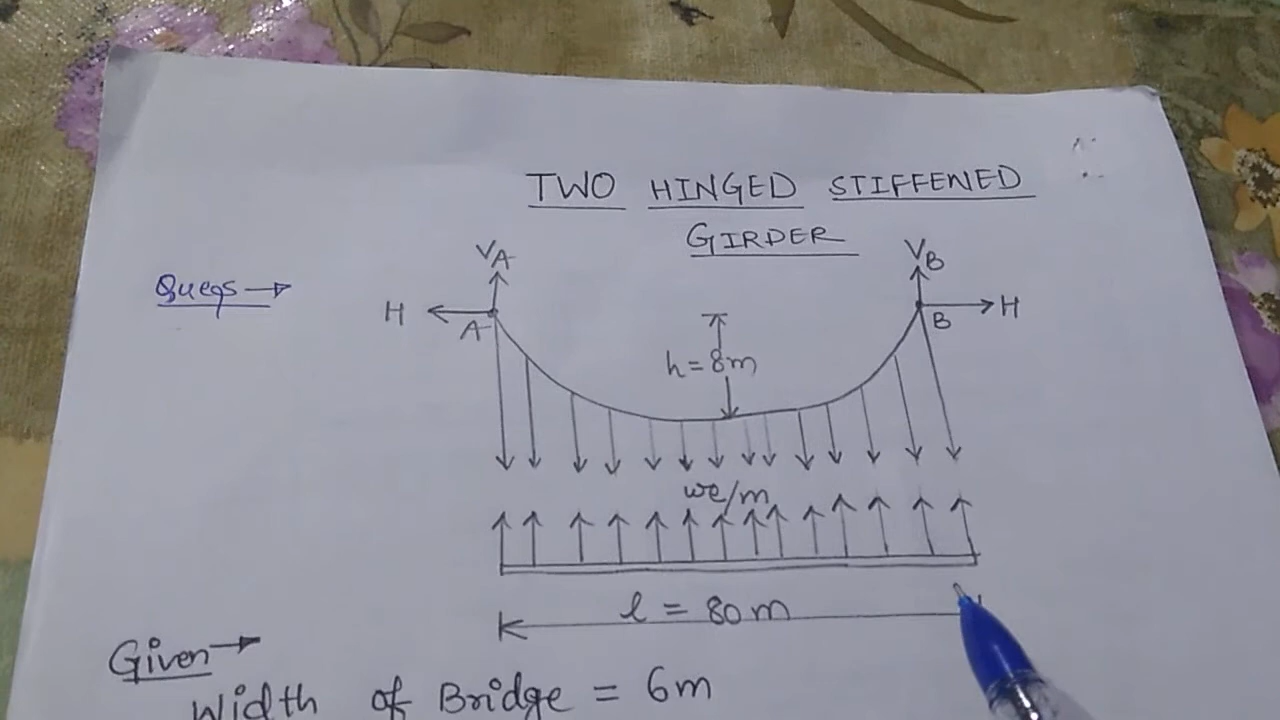 TWO HINGED STIFFENED
GIRDER
Ques
VA
VB
H
A
h = 8m
B
H
we/m
l = 80 m
Given
Width of Bridge = 6m